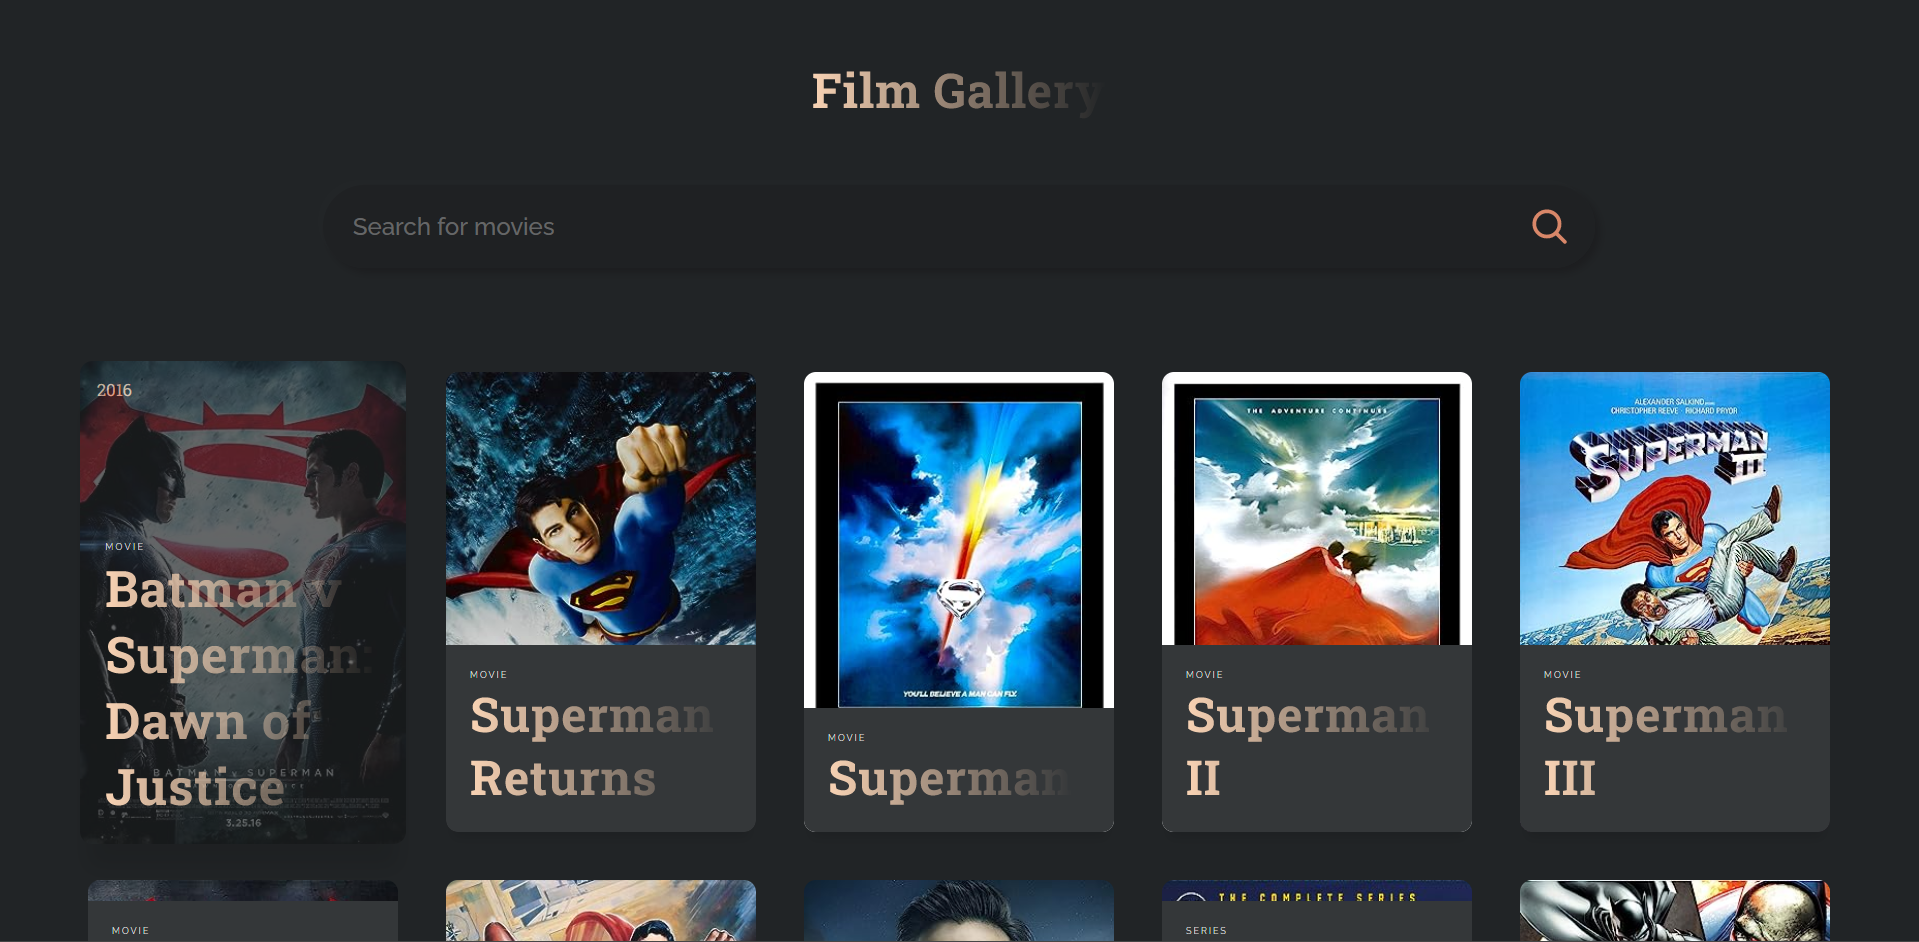 Film Gallery
Search for movies
2016
MOVIE
Batman v
Superman:
Dawn of
Justice
BATMAN v SUPERMAN
3.25.16
MOVIE
Superman
Returns
YOU'LL BELIEVE A MAN CAN FLY.
MOVIE
Superman
THE ADVENTURE CONTINUES
MOVIE
Superman
II
ALEXANDER SALKIND
CHRISTOPHER REEVE RICHARD PRYOR
SUPERMAN
III
MOVIE
Superman
III
MOVIE
THE COMPLETE SERIES
SERIES